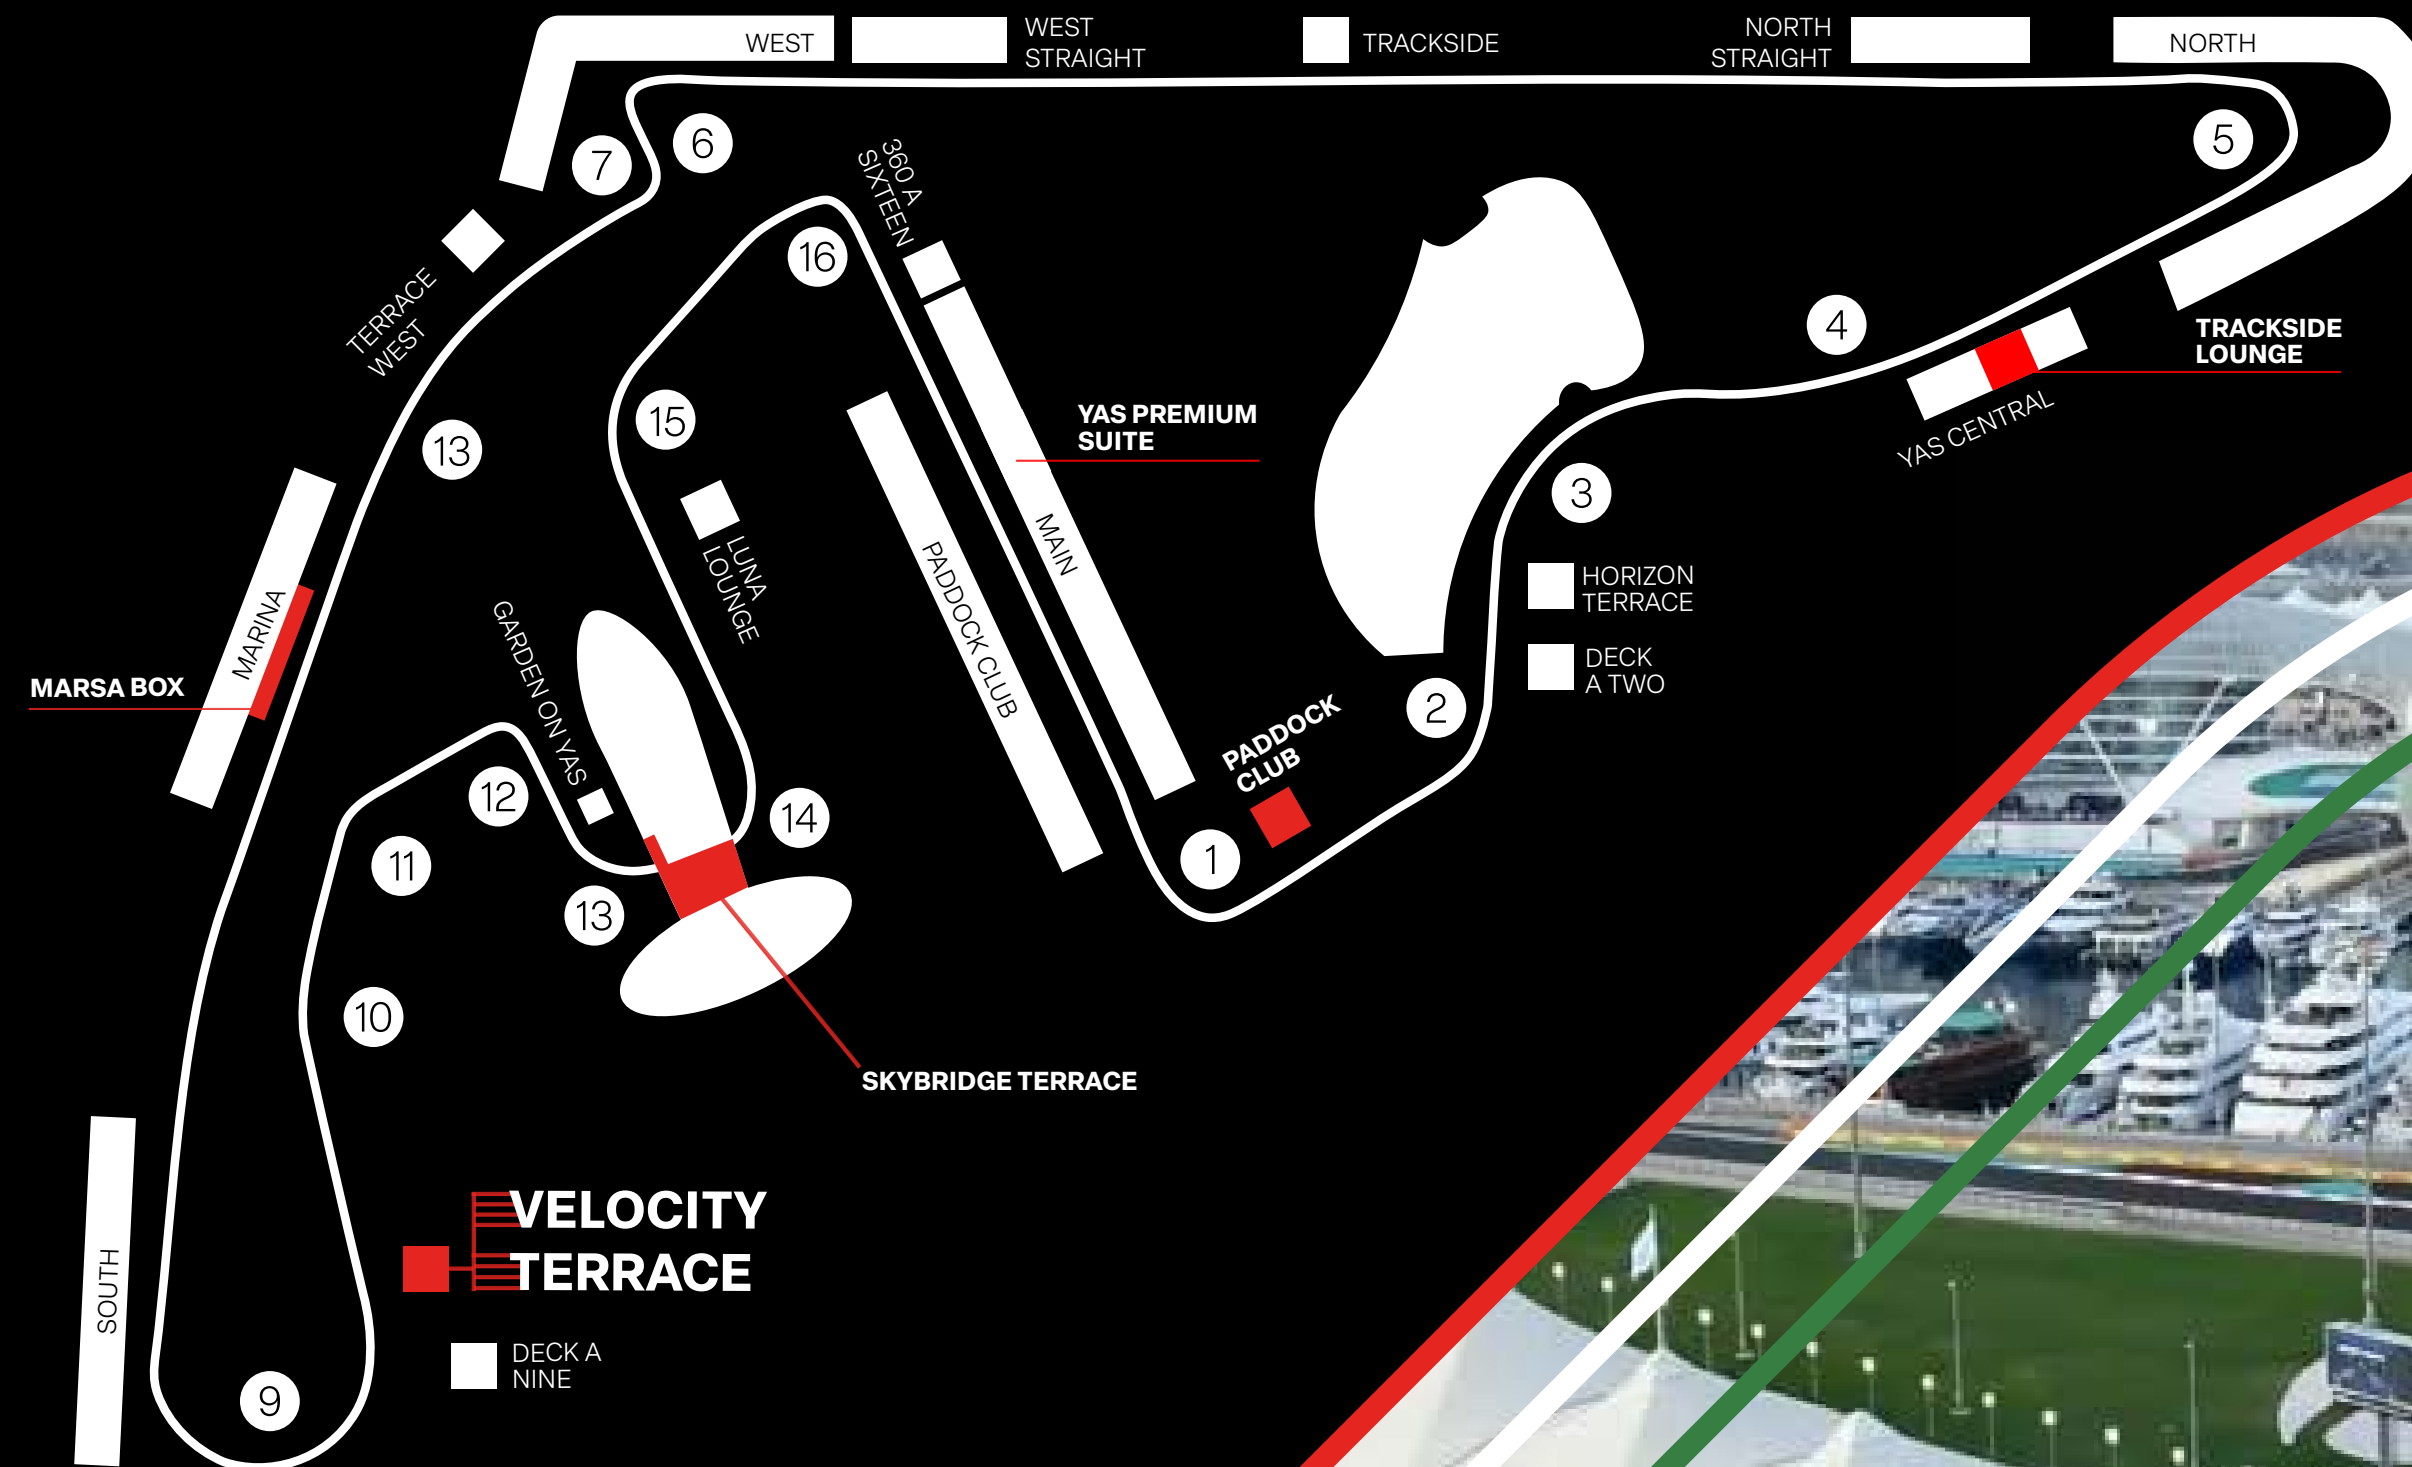 WEST
WEST
STRAIGHT
TRACKSIDE
NORTH
STRAIGHT
NORTH
7
6
5
360 A
SIXTEEN
16
TERRACE
WEST
4
TRACKSIDE
LOUNGE
YAS CENTRAL
13
15
YAS PREMIUM
SUITE
3
MAIN
PADDOCK CLUB
LUNA
LOUNGE
HORIZON
TERRACE
DECK
A TWO
MARINA
MARSA BOX
GARDEN ON YAS
2
PADDOCK
CLUB
12
14
11
1
13
10
SKYBRIDGE TERRACE
VELOCITY
TERRACE
SOUTH
DECK A
NINE
9